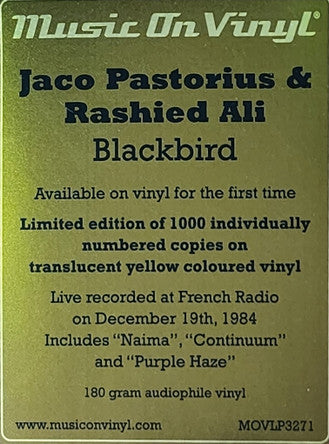 Music On Vinyl®
Jaco Pastorius &
Rashied Ali
Blackbird
Available on vinyl for the first time
Limited edition of 1000 individually
numbered copies on
translucent yellow coloured vinyl
Live recorded at French Radio
on December 19th, 1984
Includes “Naima”, “Continuum”
and “Purple Haze”
180 gram audiophile vinyl
www.musiconvinyl.com MOVLP3271